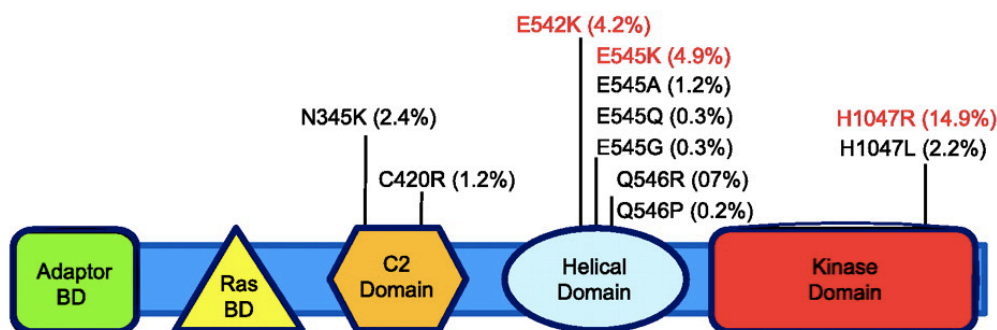 E542K (4.2%)
E545K (4.9%)
E545A (1.2%)
N345K (2.4%)
E545Q (0.3%)
H1047R (14.9%)
E545G (0.3%)
H1047L (2.2%)
C420R (1.2%)
Q546R (07%)
Q546P (0.2%)
Adaptor
BD
Ras
BD
C2
Domain
Helical
Domain
Kinase
Domain